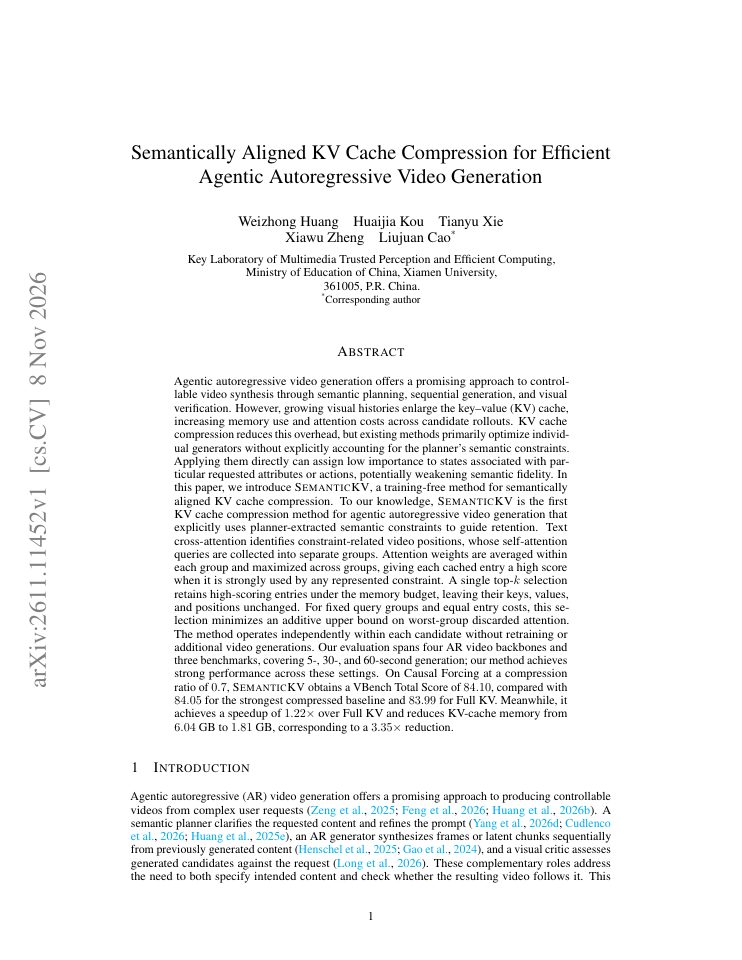 Semantically Aligned KV Cache Compression for Efficient
Agentic Autoregressive Video Generation
Weizhong Huang Huaijia Kou Tianyu Xie
Xiawu Zheng Liujuan Cao*
Key Laboratory of Multimedia Trusted Perception and Efficient Computing,
Ministry of Education of China, Xiamen University,
361005, P.R. China.
*Corresponding author
ABSTRACT
Agentic autoregressive video generation offers a promising approach to control-
lable video synthesis through semantic planning, sequential generation, and visual
verification. However, growing visual histories enlarge the key–value (KV) cache,
increasing memory use and attention costs across candidate rollouts. KV cache
compression reduces this overhead, but existing methods primarily optimize individ-
ual generators without explicitly accounting for the planner's semantic constraints.
Applying them directly can assign low importance to states associated with par-
ticular requested attributes or actions, potentially weakening semantic fidelity. In
this paper, we introduce SEMANTICKV, a training-free method for semantically
aligned KV cache compression. To our knowledge, SEMANTICKV is the first
KV cache compression method for agentic autoregressive video generation that
explicitly uses planner-extracted semantic constraints to guide retention. Text
cross-attention identifies constraint-related video positions, whose self-attention
queries are collected into separate groups. Attention weights are averaged within
each group and maximized across groups, giving each cached entry a high score
when it is strongly used by any represented constraint. A single top-k selection
retains high-scoring entries under the memory budget, leaving their keys, values,
and positions unchanged. For fixed query groups and equal entry costs, this se-
lection minimizes an additive upper bound on worst-group discarded attention.
The method operates independently within each candidate without retraining or
additional video generations. Our evaluation spans four AR video backbones and
three benchmarks, covering 5-, 30-, and 60-second generation; our method achieves
strong performance across these settings. On Causal Forcing at a compression
ratio of 0.7, SEMANTICKV obtains a VBench Total Score of 84.10, compared with
84.05 for the strongest compressed baseline and 83.99 for Full KV. Meanwhile, it
achieves a speedup of 1.22× over Full KV and reduces KV-cache memory from
6.04 GB to 1.81 GB, corresponding to a 3.35× reduction.
1 INTRODUCTION
Agentic autoregressive (AR) video generation offers a promising approach to producing controllable
videos from complex user requests (Zeng et al., 2025; Feng et al., 2026; Huang et al., 2026b). A
semantic planner clarifies the requested content and refines the prompt (Yang et al., 2026d; Cudlenco
et al., 2026; Huang et al., 2025e), an AR generator synthesizes frames or latent chunks sequentially
from previously generated content (Henschel et al., 2025; Gao et al., 2024), and a visual critic assesses
generated candidates against the request (Long et al., 2026). These complementary roles address
the need to both specify intended content and check whether the resulting video follows it. This
1
arXiv:2611.11452v1 [cs.CV] 8 Nov 2026